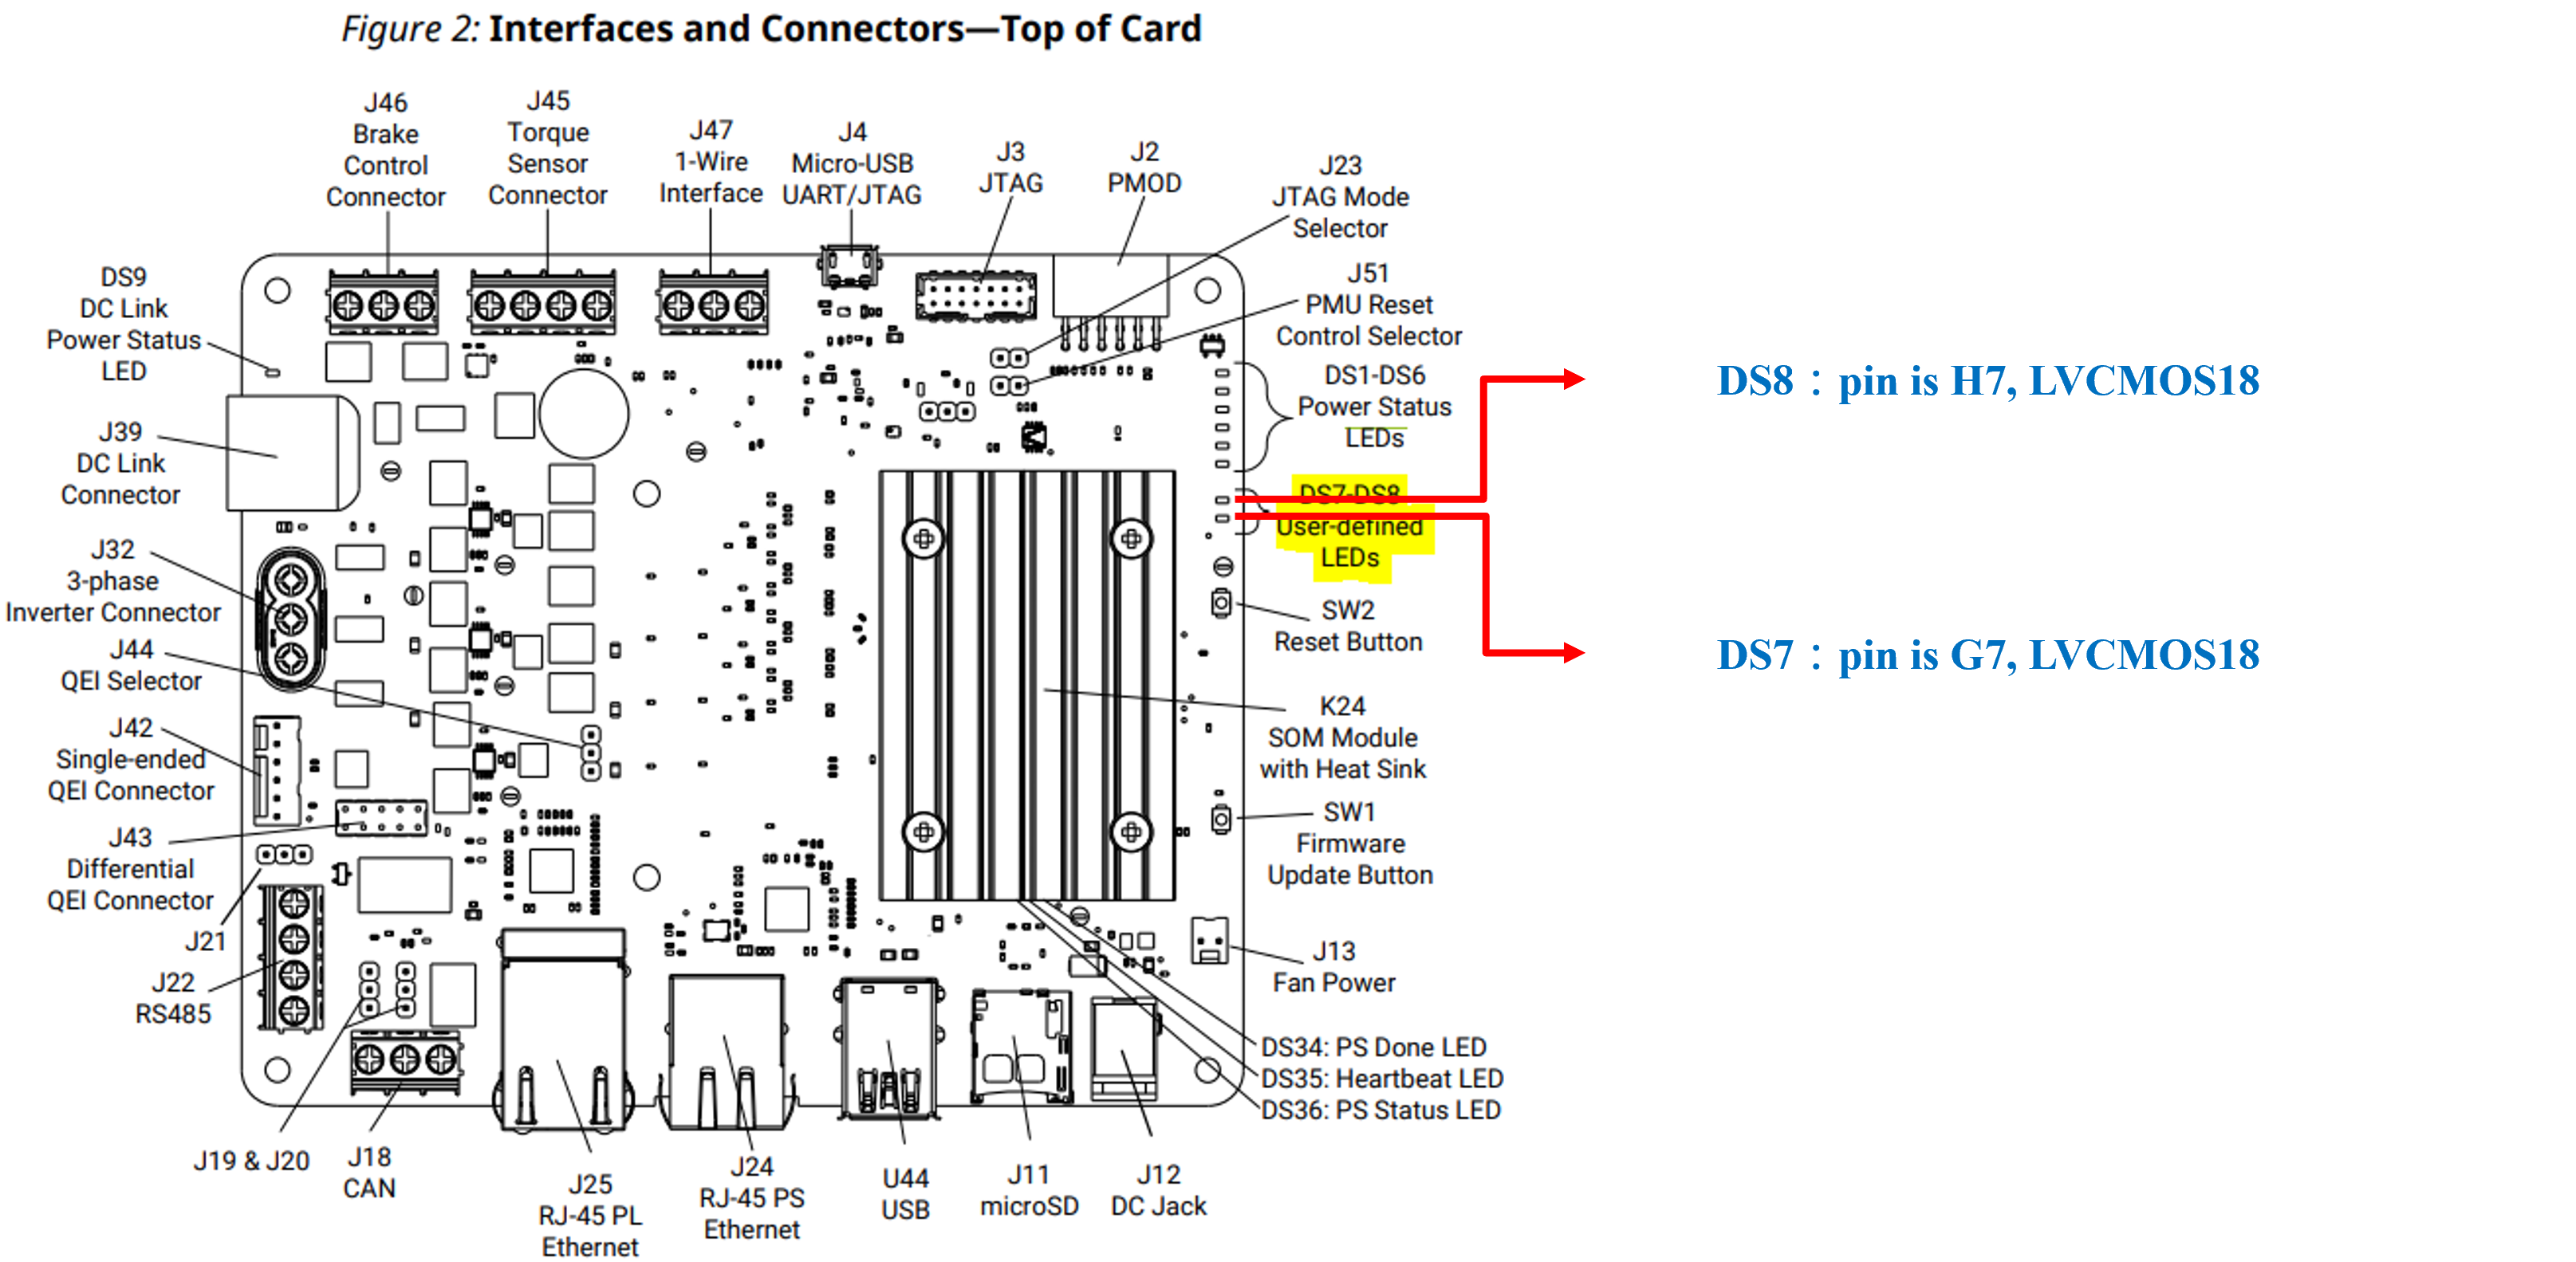 Figure 2: Interfaces and Connectors—Top of Card
J46
Brake
Control
Connector
J45
Torque
Sensor
Connector
J47
1-Wire
Interface
J4
Micro-USB
UART/JTAG
J3
JTAG
J2
PMOD
J23
JTAG Mode
Selector
J51
PMU Reset
Control Selector
DS1-DS6
Power Status
LEDs
DS7-DS8
User-defined
LEDs
SW2
Reset Button
K24
SOM Module
with Heat Sink
SW1
Firmware
Update Button
J13
Fan Power
DS34: PS Done LED
DS35: Heartbeat LED
DS36: PS Status LED
DS9
DC Link
Power Status
LED
J39
DC Link
Connector
J32
3-phase
Inverter Connector
J44
QEI Selector
J42
Single-ended
QEI Connector
J43
Differential
QEI Connector
J21
J22
RS485
J19 & J20
J18
CAN
J25
RJ-45 PL
Ethernet
J24
RJ-45 PS
Ethernet
U44
USB
J11
microSD
J12
DC Jack
DS8：pin is H7, LVCMOS18
DS7：pin is G7, LVCMOS18